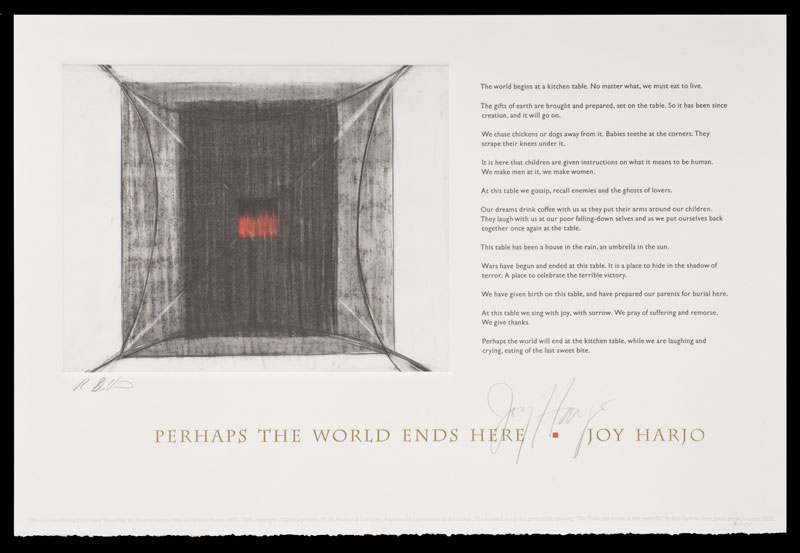 The world begins at a kitchen table. No matter what, we must eat to live.
The gifts of earth are brought and prepared, set on the table. So it has been since
creation, and it will go on.
We chase chickens or dogs away from it. Babies teethe at the corners. They
scrape their knees under it.
It is here that children are given instructions on what it means to be human.
We make men at it, we make women.
At this table we gossip, recall enemies and the ghosts of lovers.
Our dreams drink coffee with us as they put their arms around our children.
They laugh with us at our poor falling-down selves and as we put ourselves back
together once again at the table.
This table has been a house in the rain, an umbrella in the sun.
Wars have begun and ended at this table. It is a place to hide in the shadow of
terror. A place to celebrate the terrible victory.
We have given birth on this table, and have prepared our parents for burial here.
At this table we sing with joy, with sorrow. We pray of suffering and remorse.
We give thanks.
Perhaps the world will end at the kitchen table, while we are laughing and
crying, eating of the last sweet bite.
Joy Harjo
PERHAPS THE WORLD ENDS HERE ▪ JOY HARJO